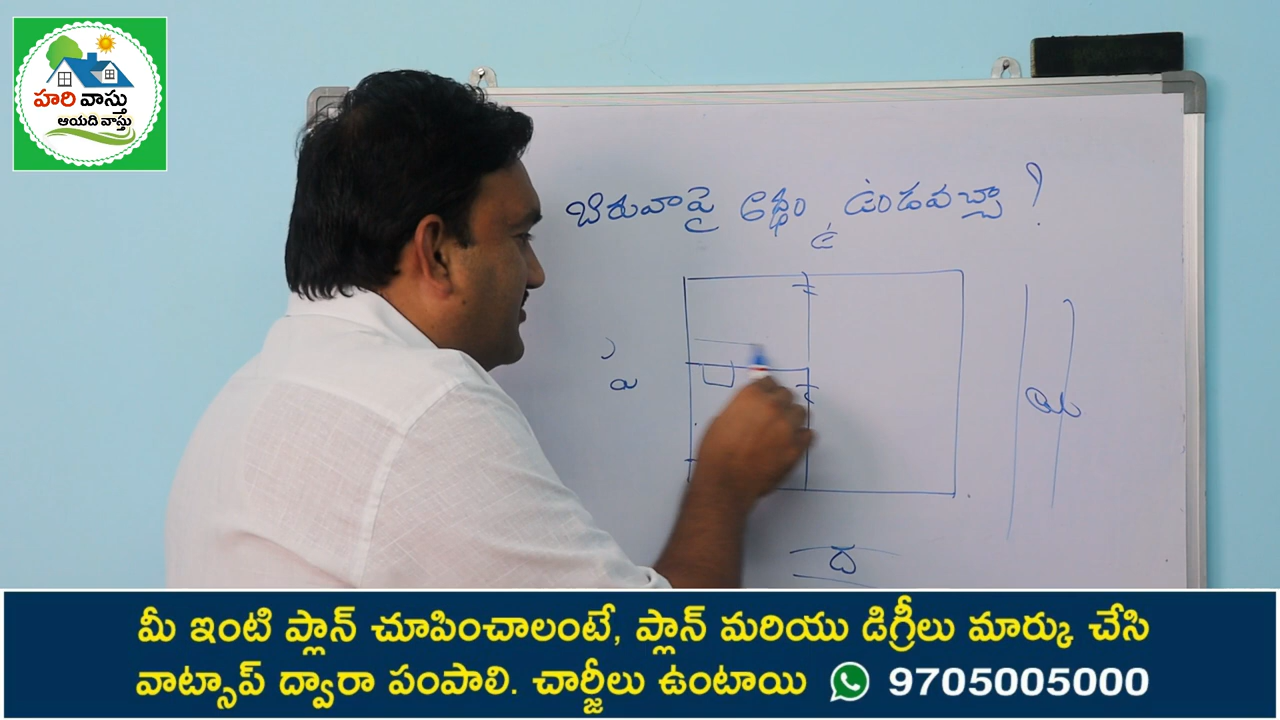 హరి వాస్తు
ఆయది వాస్తు
బీరువాపై అద్దం ఉండవచ్చా ?
ఉ
ప
తూ
ద
మీ ఇంటి ప్లాన్ చూపించాలంటే, ప్లాన్ మరియు డిగ్రీలు మార్కు చేసి
వాట్సాప్ ద్వారా పంపాలి. చార్జీలు ఉంటాయి 9705005000